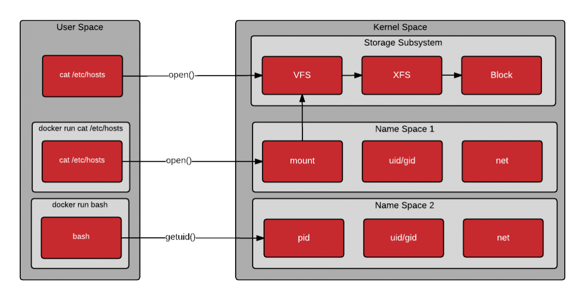 User Space
Kernel Space
Storage Subsystem
cat /etc/hosts
open()
VFS
XFS
Block
docker run cat /etc/hosts
Name Space 1
cat /etc/hosts
open()
mount
uid/gid
net
docker run bash
Name Space 2
bash
getuid()
pid
uid/gid
net